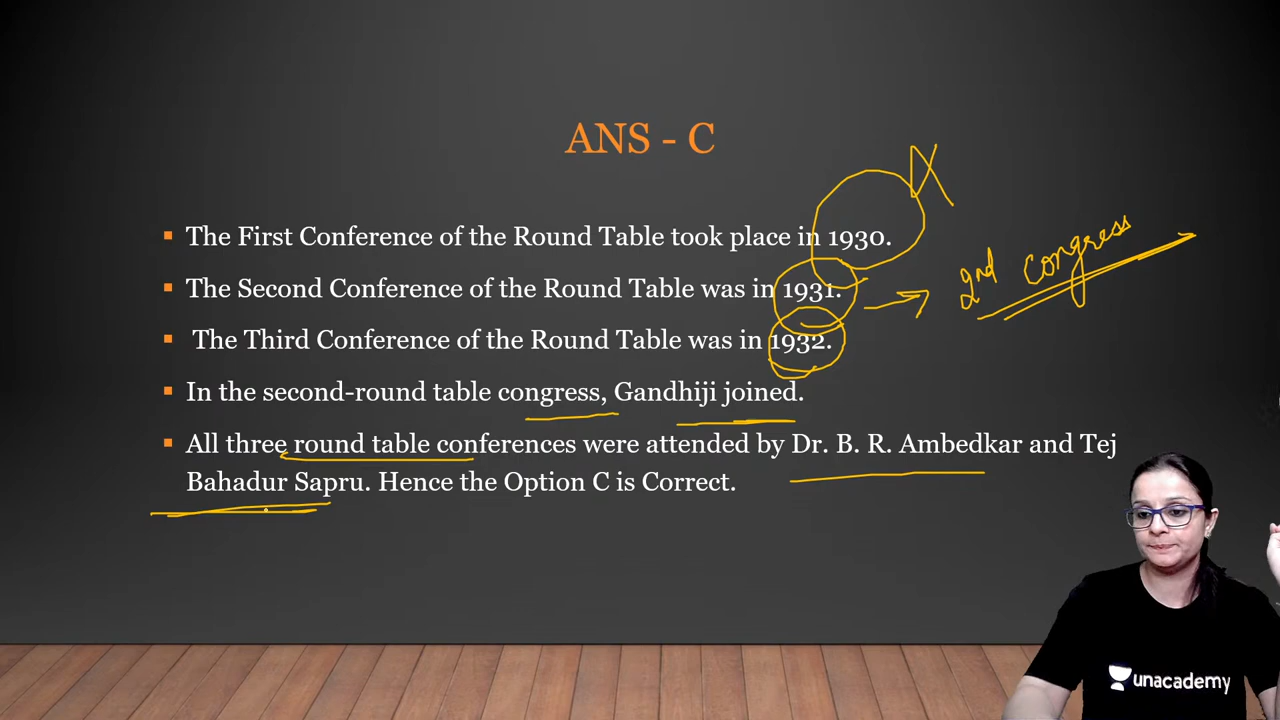 ANS - C
The First Conference of the Round Table took place in 1930.
The Second Conference of the Round Table was in 1931.
2nd congress
The Third Conference of the Round Table was in 1932.
In the second-round table congress, Gandhiji joined.
All three round table conferences were attended by Dr. B. R. Ambedkar and Tej
Bahadur Sapru. Hence the Option C is Correct.
unacademy